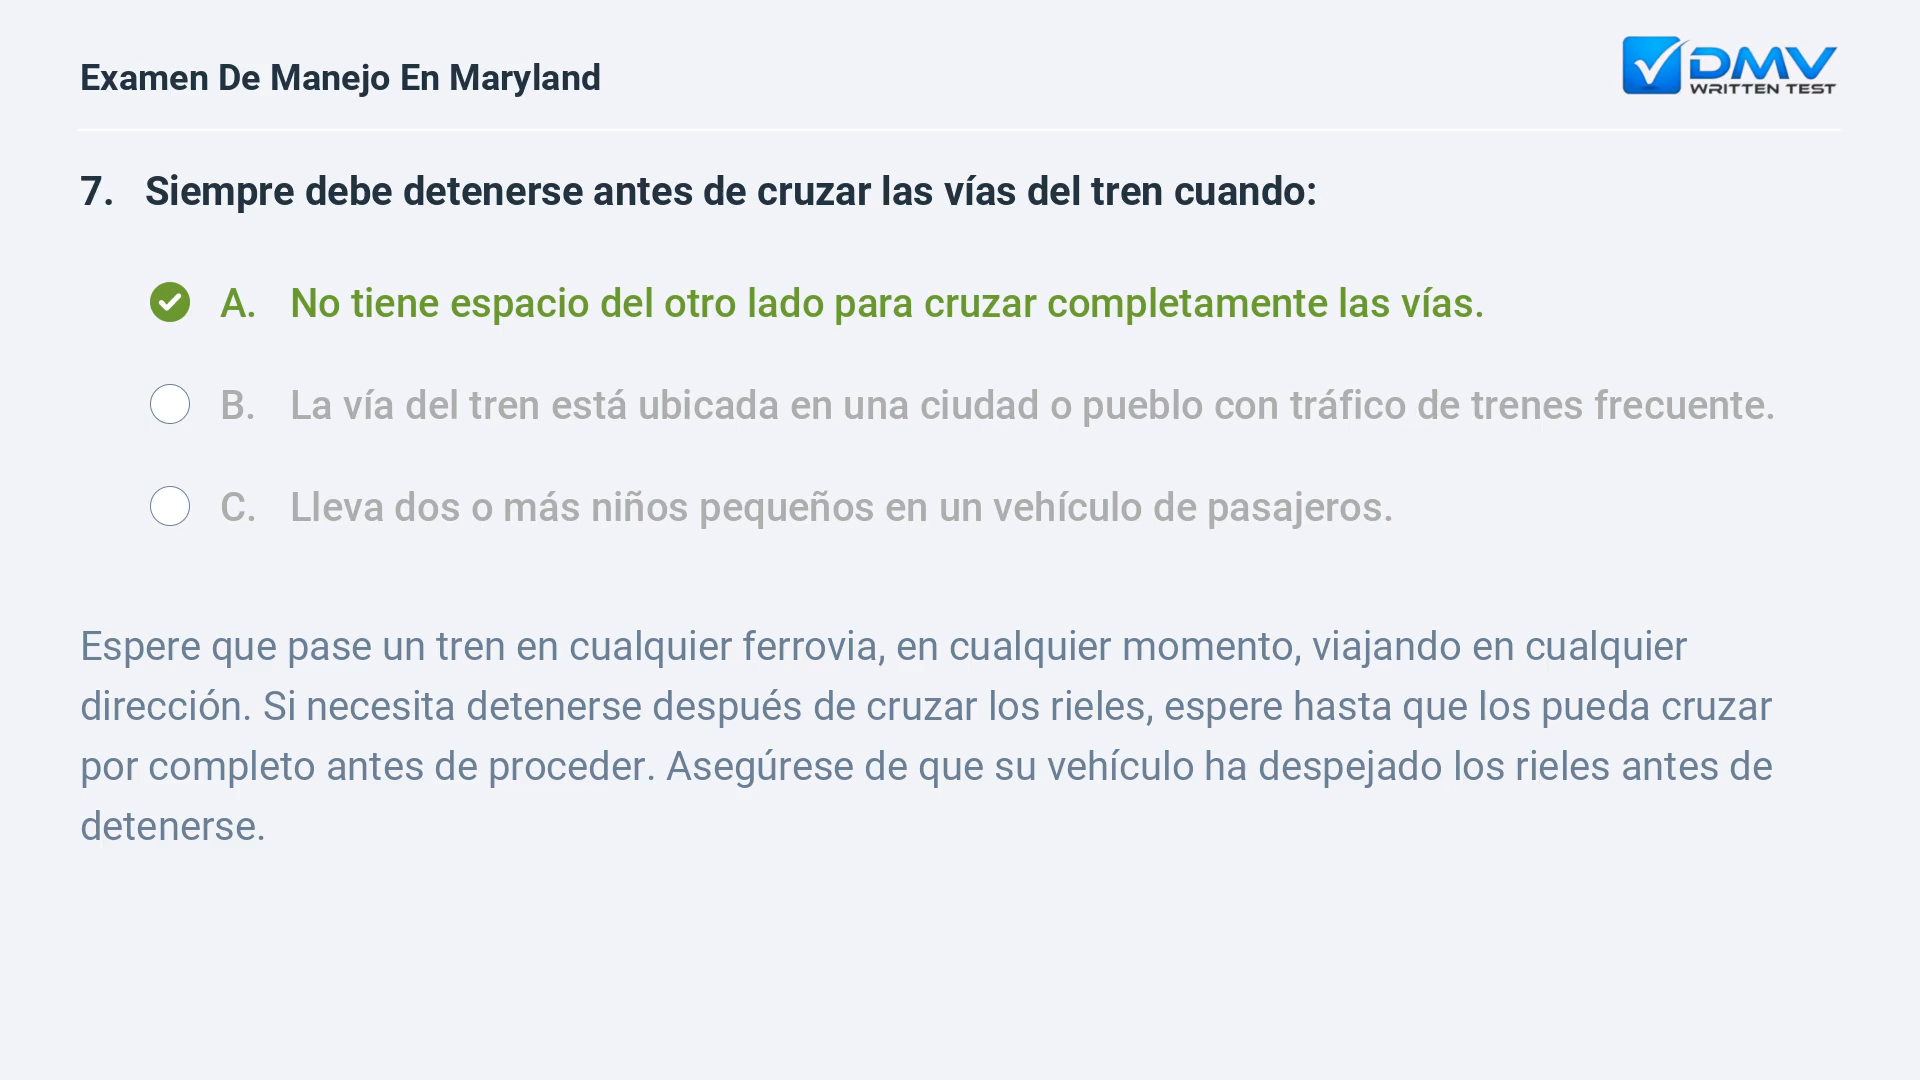 Examen De Manejo En Maryland
DMV
WRITTEN TEST
7. Siempre debe detenerse antes de cruzar las vías del tren cuando:
A. No tiene espacio del otro lado para cruzar completamente las vías.
B. La vía del tren está ubicada en una ciudad o pueblo con tráfico de trenes frecuente.
C. Lleva dos o más niños pequeños en un vehículo de pasajeros.
Espere que pase un tren en cualquier ferrovia, en cualquier momento, viajando en cualquier
dirección. Si necesita detenerse después de cruzar los rieles, espere hasta que los pueda cruzar
por completo antes de proceder. Asegúrese de que su vehículo ha despejado los rieles antes de
detenerse.